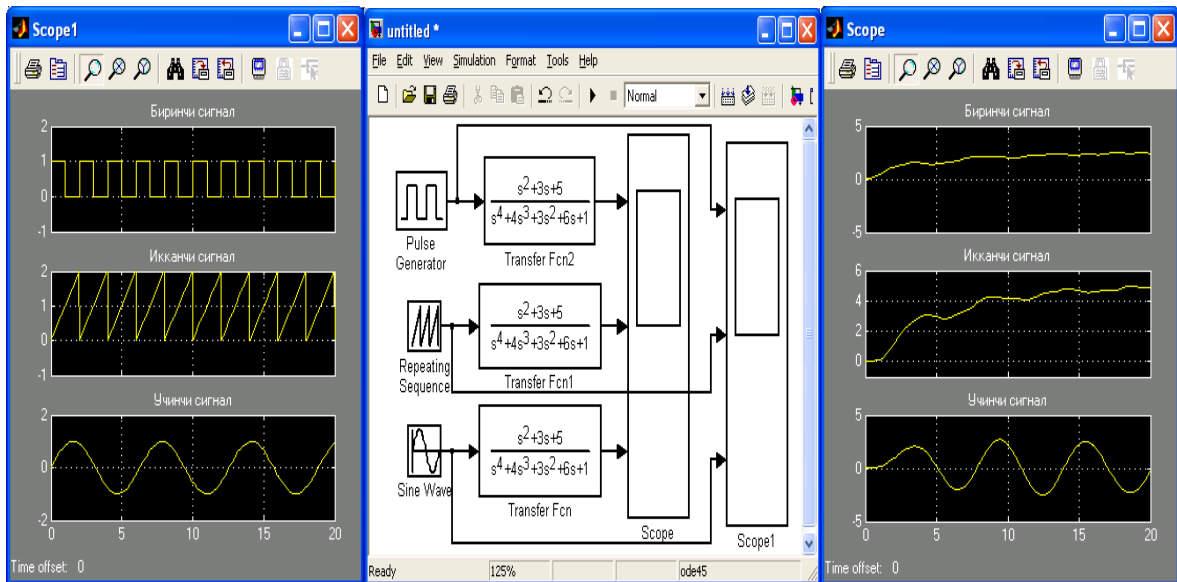 Scope1
Биринчи сигнал
2
1
0
-1
Икканчи сигнал
2
1
0
-1
Учинчи сигнал
2
0
-2
0 5 10 15 20
Time offset: 0
untitled *
File Edit View Simulation Format Tools Help
Normal
s²+3s+5
s⁴+4s³+3s²+6s+1
Pulse
Generator
Transfer Fcn2
s²+3s+5
s⁴+4s³+3s²+6s+1
Repeating
Sequence
Transfer Fcn1
s²+3s+5
s⁴+4s³+3s²+6s+1
Sine Wave
Transfer Fcn
Scope
Scope1
Ready 125% ode45
Scope
Биринчи сигнал
5
0
-5
Икканчи сигнал
6
4
2
0
Учинчи сигнал
5
0
-5
0 5 10 15 20
Time offset: 0